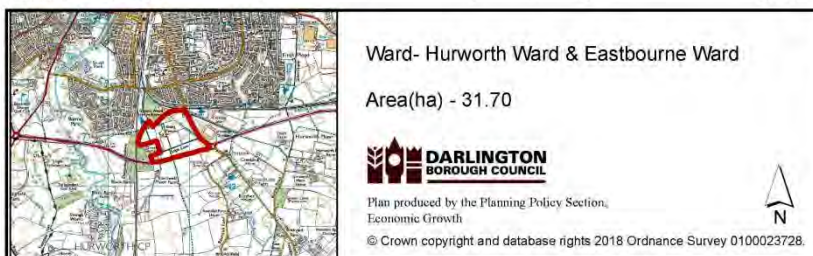 Ward- Hurworth Ward & Eastbourne Ward
Area(ha) - 31.70
DARLINGTON
BOROUGH COUNCIL
Plan produced by the Planning Policy Section,
Economic Growth
N
© Crown copyright and database rights 2018 Ordnance Survey 0100023728.
HURWORTH CP